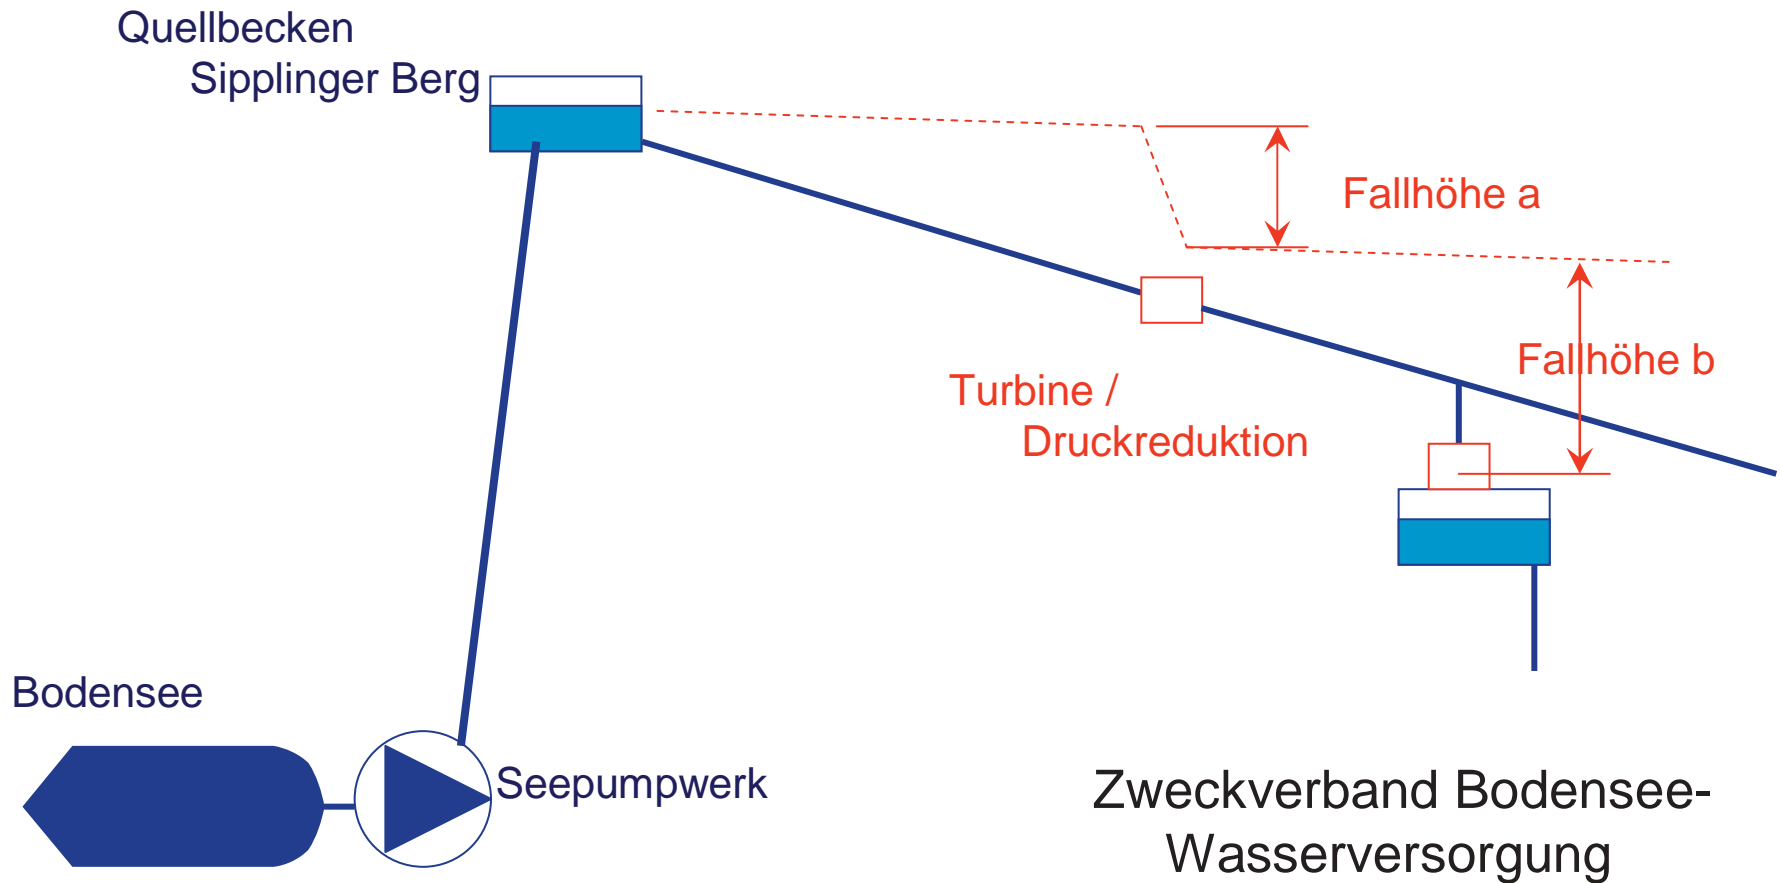 Quellbecken
Sipplinger Berg
Fallhöhe a
Fallhöhe b
Turbine /
Druckreduktion
Bodensee
Seepumpwerk
Zweckverband Bodensee-
Wasserversorgung